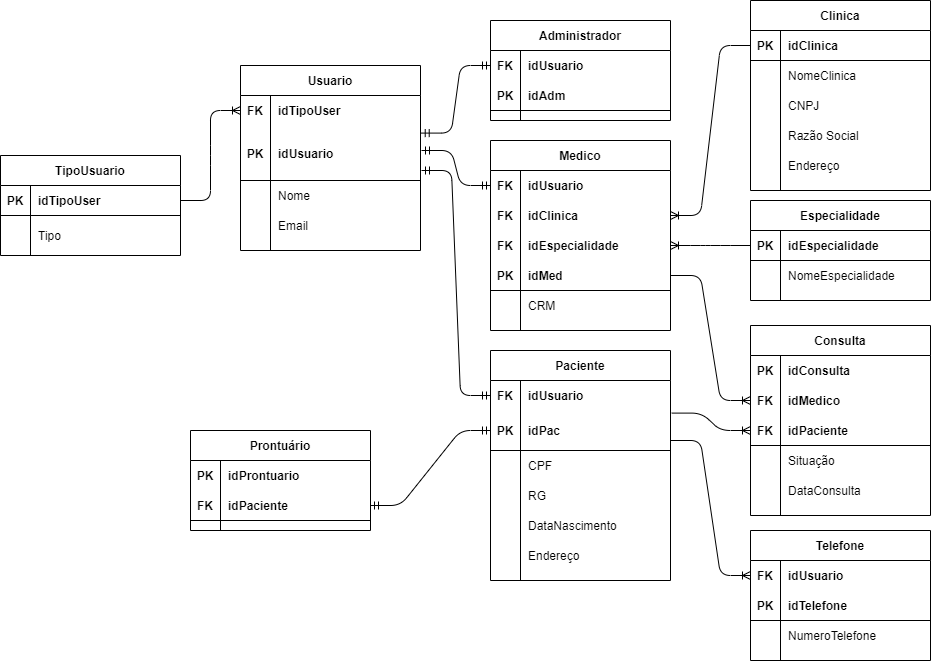 TipoUsuario
PK idTipoUser
Tipo
Usuario
FK idTipoUser
PK idUsuario
Nome
Email
Administrador
FK idUsuario
PK idAdm
Medico
FK idUsuario
FK idClinica
FK idEspecialidade
PK idMed
CRM
Paciente
FK idUsuario
PK idPac
CPF
RG
DataNascimento
Endereço
Prontuário
PK idProntuario
FK idPaciente
Clinica
PK idClinica
NomeClinica
CNPJ
Razão Social
Endereço
Especialidade
PK idEspecialidade
NomeEspecialidade
Consulta
PK idConsulta
FK idMedico
FK idPaciente
Situação
DataConsulta
Telefone
FK idUsuario
PK idTelefone
NumeroTelefone